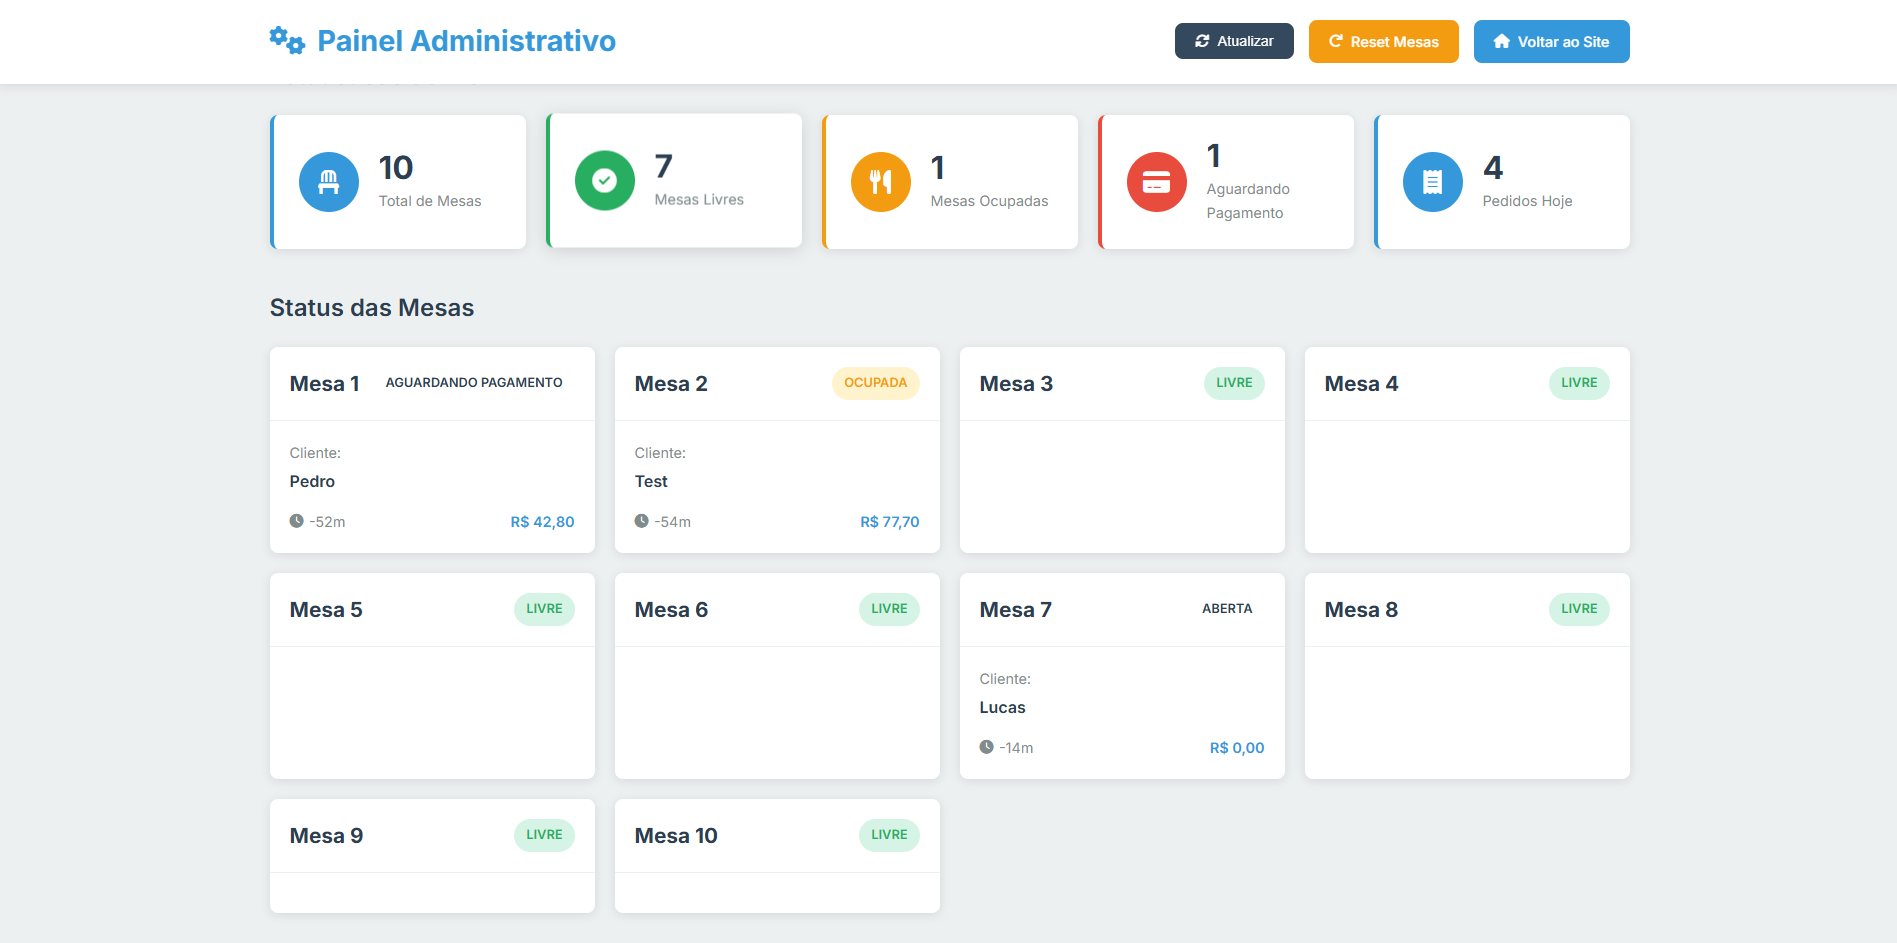 Painel Administrativo
Atualizar
Reset Mesas
Voltar ao Site
10
Total de Mesas
7
Mesas Livres
1
Mesas Ocupadas
1
Aguardando
Pagamento
4
Pedidos Hoje
Status das Mesas
Mesa 1 AGUARDANDO PAGAMENTO
Cliente:
Pedro
-52m R$ 42,80
Mesa 2 OCUPADA
Cliente:
Test
-54m R$ 77,70
Mesa 3 LIVRE
Mesa 4 LIVRE
Mesa 5 LIVRE
Mesa 6 LIVRE
Mesa 7 ABERTA
Cliente:
Lucas
-14m R$ 0,00
Mesa 8 LIVRE
Mesa 9 LIVRE
Mesa 10 LIVRE